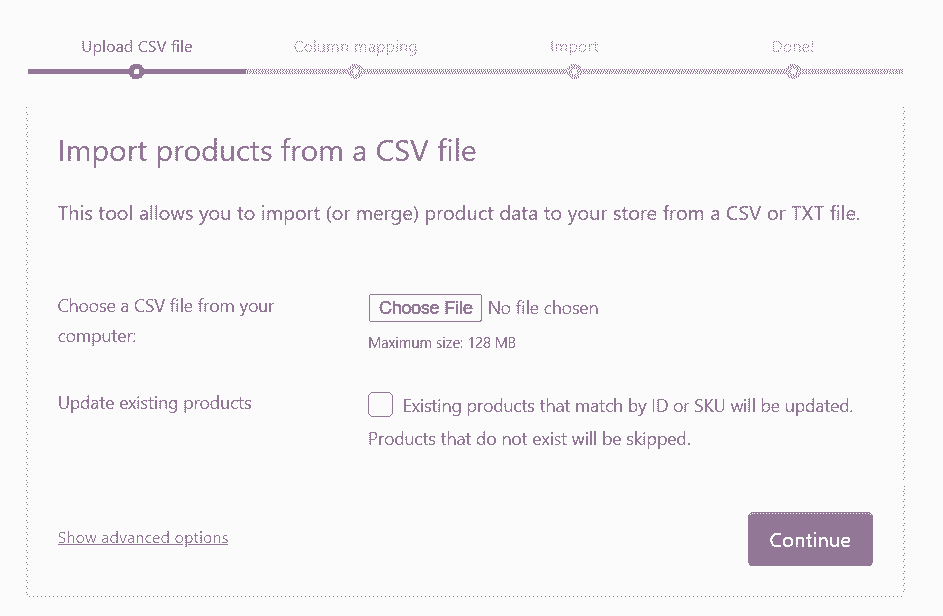 Upload CSV file
Column mapping
Import
Done!
Import products from a CSV file
This tool allows you to import (or merge) product data to your store from a CSV or TXT file.
Choose a CSV file from your
computer:
Choose File No file chosen
Maximum size: 128 MB
Update existing products
Existing products that match by ID or SKU will be updated.
Products that do not exist will be skipped.
Show advanced options
Continue